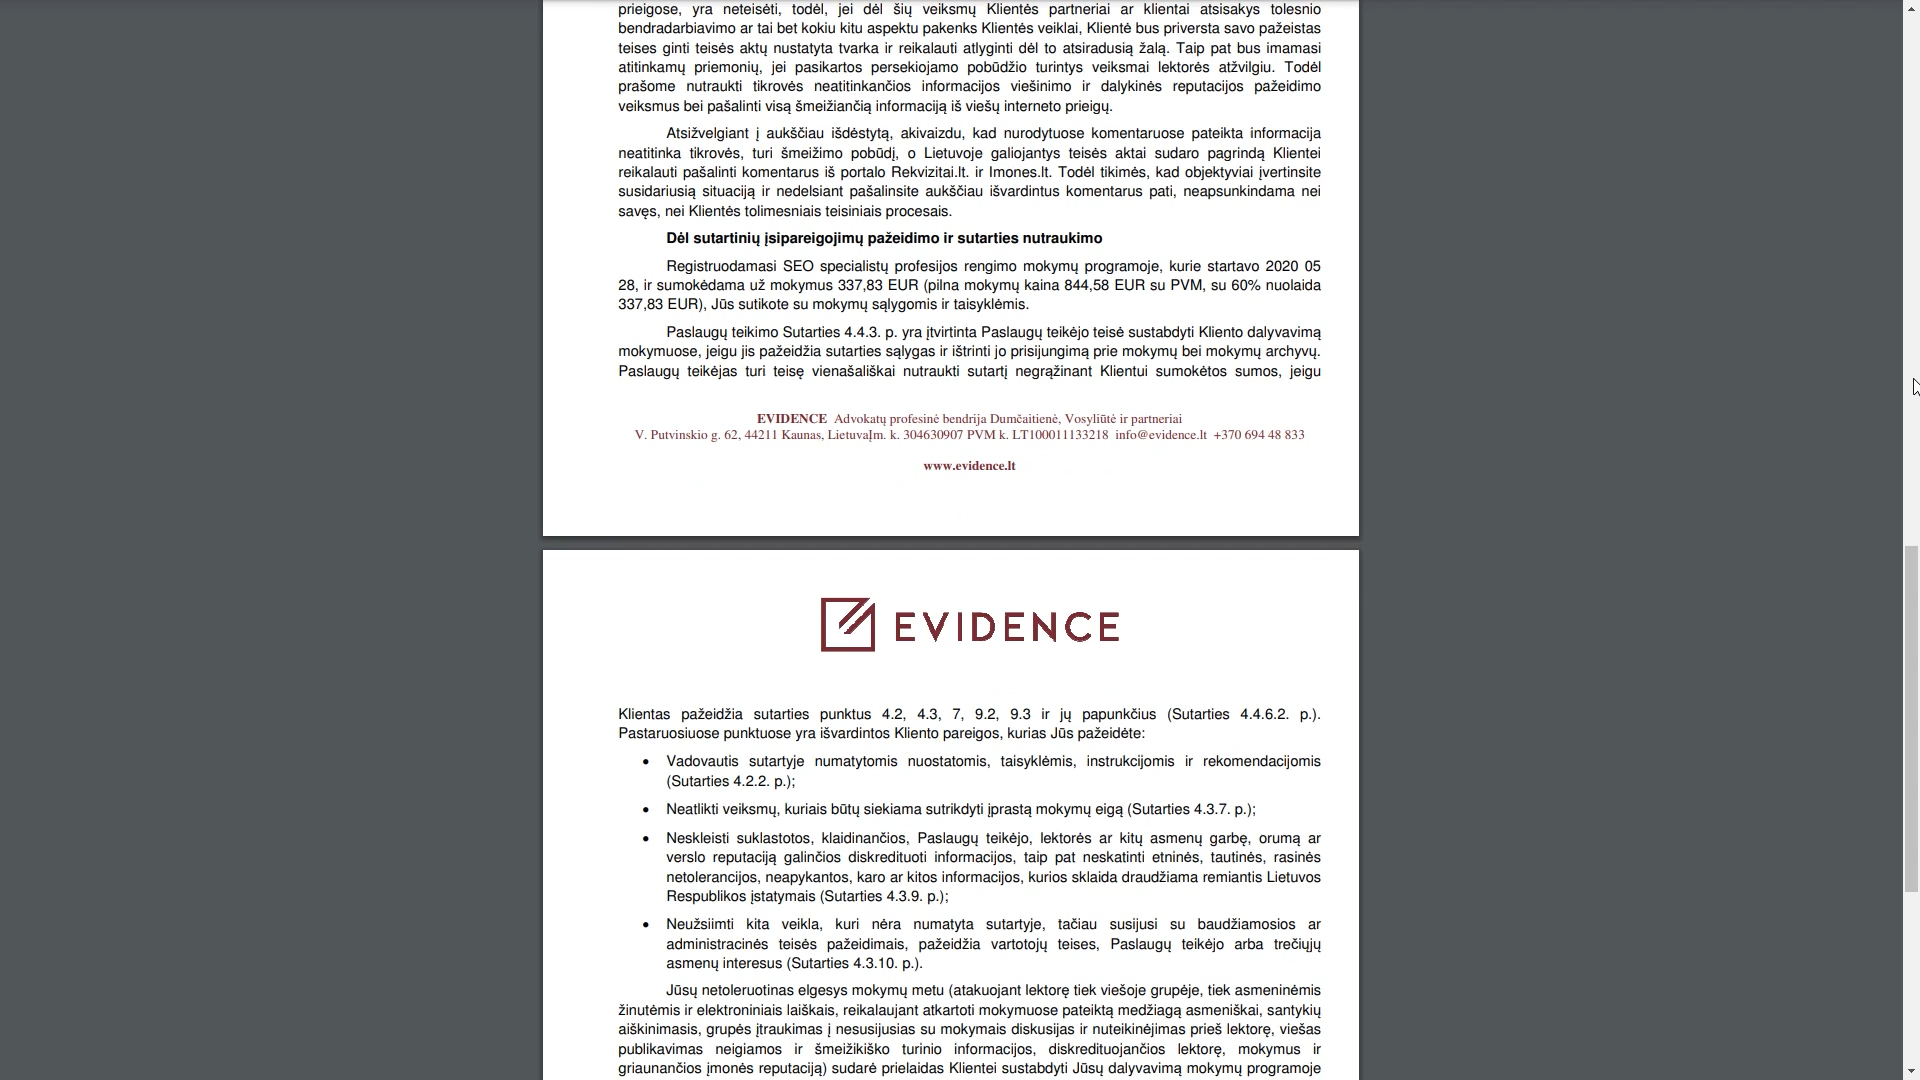 prieigose, yra neteisėti, todėl, jei dėl šių veiksmų Klientės partneriai ar klientai atsisakys tolesnio
bendradarbiavimo ar tai bet kokiu kitu aspektu pakenks Klientės veiklai, Klientė bus priversta savo pažeistas
teises ginti teisės aktų nustatyta tvarka ir reikalauti atlyginti dėl to atsiradusią žalą. Taip pat bus imamasi
atitinkamų priemonių, jei pasikartos persekiojamo pobūdžio turintys veiksmai lektorės atžvilgiu. Todėl
prašome nutraukti tikrovės neatitinkančios informacijos viešinimo ir dalykinės reputacijos pažeidimo
veiksmus bei pašalinti visą šmeižiančią informaciją iš viešų interneto prieigų.
Atsižvelgiant į aukščiau išdėstytą, akivaizdu, kad nurodytuose komentaruose pateikta informacija
neatitinka tikrovės, turi šmeižimo pobūdį, o Lietuvoje galiojantys teisės aktai sudaro pagrindą Klientei
reikalauti pašalinti komentarus iš portalo Rekvizitai.lt. ir Imones.lt. Todėl tikimės, kad objektyviai įvertinsite
susidariusią situaciją ir nedelsiant pašalinsite aukščiau išvardintus komentarus pati, neapsunkindama nei
savęs, nei Klientės tolimesniais teisiniais procesais.
Dėl sutartinių įsipareigojimų pažeidimo ir sutarties nutraukimo
Registruodamasi SEO specialistų profesijos rengimo mokymų programoje, kurie startavo 2020 05
28, ir sumokėdama už mokymus 337,83 EUR (pilna mokymų kaina 844,58 EUR su PVM, su 60% nuolaida
337,83 EUR), Jūs sutikote su mokymų sąlygomis ir taisyklėmis.
Paslaugų teikimo Sutarties 4.4.3. p. yra įtvirtinta Paslaugų teikėjo teisė sustabdyti Kliento dalyvavimą
mokymuose, jeigu jis pažeidžia sutarties sąlygas ir ištrinti jo prisijungimą prie mokymų bei mokymų archyvų.
Paslaugų teikėjas turi teisę vienašališkai nutraukti sutartį negrąžinant Klientui sumokėtos sumos, jeigu
EVIDENCE Advokatų profesinė bendrija Dumčaitienė, Vosyliūtė ir partneriai
V. Putvinskio g. 62, 44211 Kaunas, LietuvaĮm. k. 304630907 PVM k. LT100011133218 info@evidence.lt +370 694 48 833
www.evidence.lt
EVIDENCE
Klientas pažeidžia sutarties punktus 4.2, 4.3, 7, 9.2, 9.3 ir jų papunkčius (Sutarties 4.4.6.2. p.).
Pastaruosiuose punktuose yra išvardintos Kliento pareigos, kurias Jūs pažeidėte:
• Vadovautis sutartyje numatytomis nuostatomis, taisyklėmis, instrukcijomis ir rekomendacijomis
(Sutarties 4.2.2. p.);
• Neatlikti veiksmų, kuriais būtų siekiama sutrikdyti įprastą mokymų eigą (Sutarties 4.3.7. p.);
• Neskleisti suklastotos, klaidinančios, Paslaugų teikėjo, lektorės ar kitų asmenų garbę, orumą ar
verslo reputaciją galinčios diskredituoti informacijos, taip pat neskatinti etninės, tautinės, rasinės
netolerancijos, neapykantos, karo ar kitos informacijos, kurios sklaida draudžiama remiantis Lietuvos
Respublikos įstatymais (Sutarties 4.3.9. p.);
• Neužsiimti kita veikla, kuri nėra numatyta sutartyje, tačiau susijusi su baudžiamosios ar
administracinės teisės pažeidimais, pažeidžia vartotojų teises, Paslaugų teikėjo arba trečiųjų
asmenų interesus (Sutarties 4.3.10. p.).
Jūsų netoleruotinas elgesys mokymų metu (atakuojant lektorę tiek viešoje grupėje, tiek asmeninėmis
žinutėmis ir elektroniniais laiškais, reikalaujant atkartoti mokymuose pateiktą medžiagą asmeniškai, santykių
aiškinimasis, grupės įtraukimas į nesusijusias su mokymais diskusijas ir nuteikinėjimas prieš lektorę, viešas
publikavimas neigiamos ir šmeižikiško turinio informacijos, diskredituojančios lektorę, mokymus ir
griaunančios įmonės reputaciją) sudarė prielaidas Klientei sustabdyti Jūsų dalyvavimą mokymų programoje